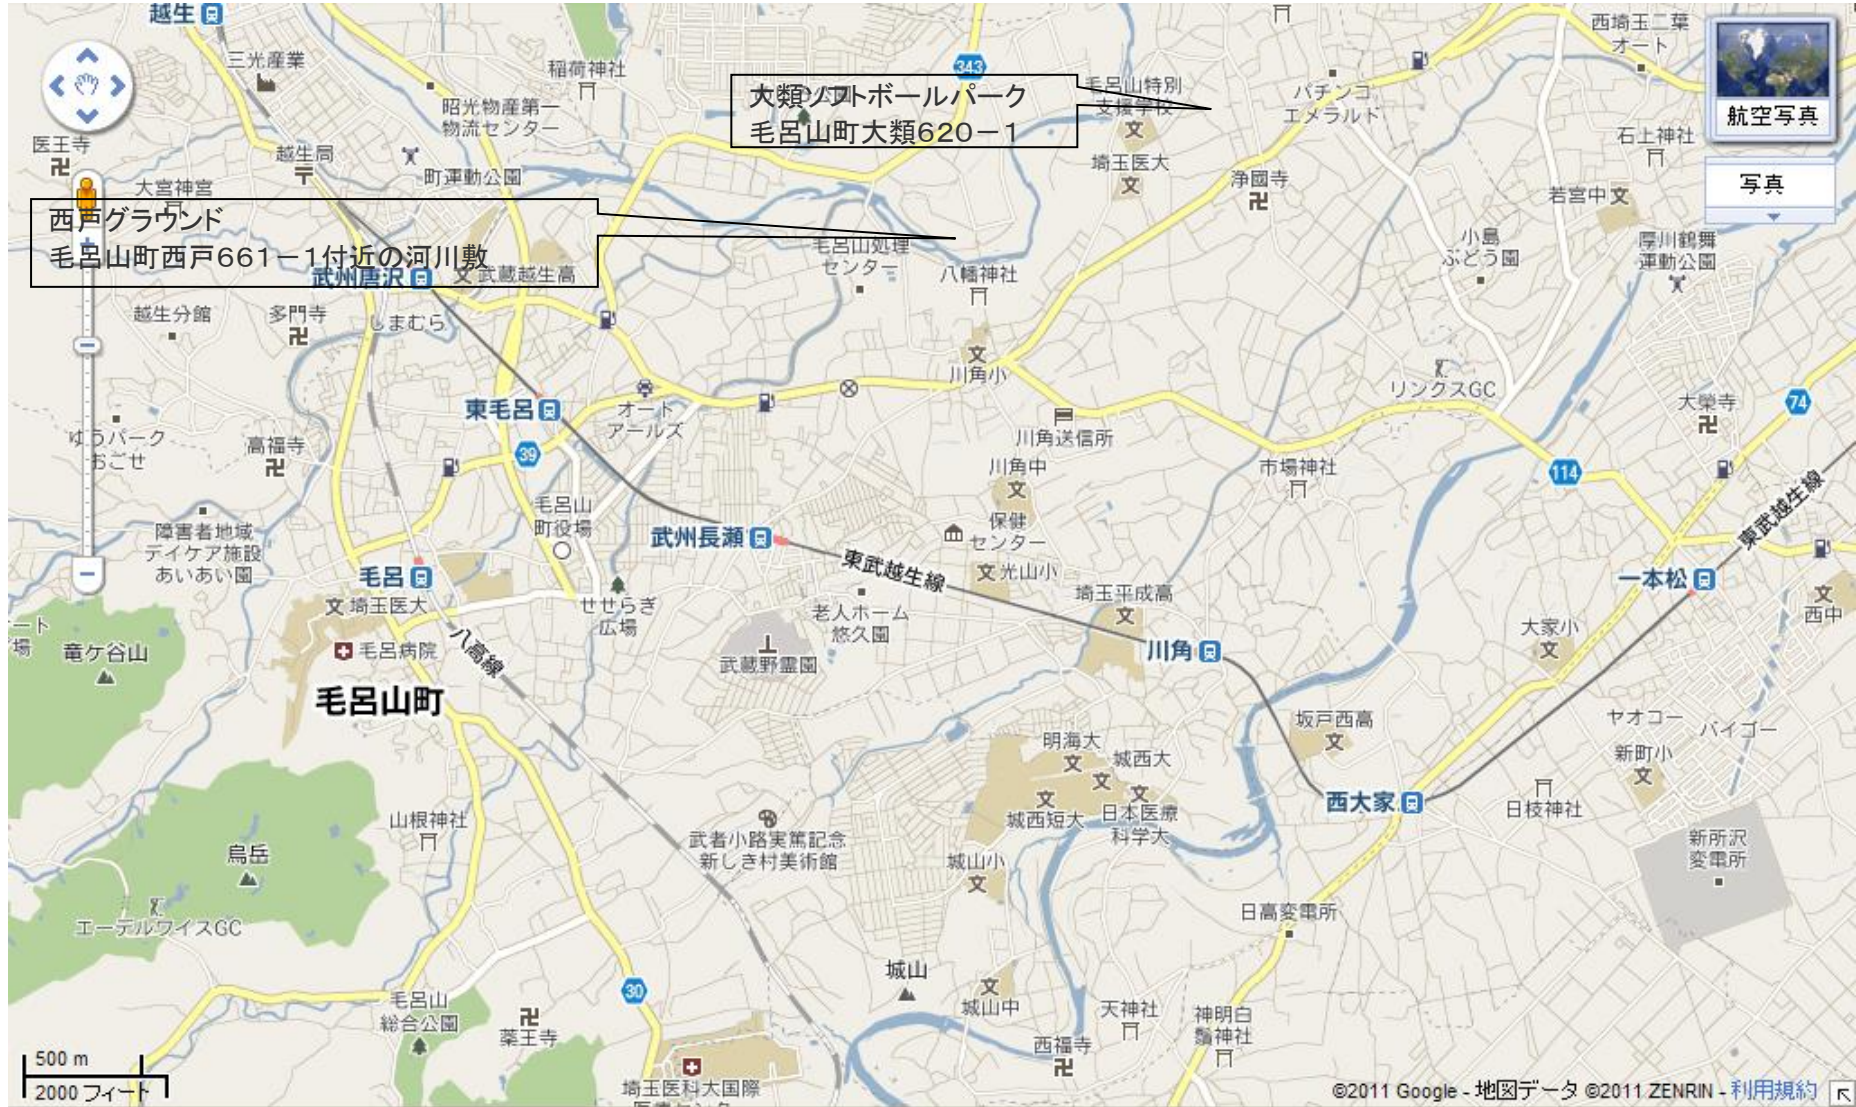 越生
三光産業
稲荷神社
343
西埼玉二葉
オート
昭光物産第一
物流センター
大類ソフトボールパーク
毛呂山町大類620-1
毛呂山特別
支援学校
パチンコ
エメラルド
航空写真
写真
医王寺
越生局
町運動公園
埼玉医大
浄國寺
石上神社
大宮神宮
若宮中
西戸グラウンド
毛呂山町西戸661-1付近の河川敷
武州唐沢
武蔵越生高
毛呂山処理
センター
八幡神社
小島
ぶどう園
厚川鶴舞
運動公園
越生分館
多門寺
しまむら
川角小
リンクスGC
東毛呂
オート
アールズ
大榮寺
74
ゆうパーク
おごせ
高福寺
39
川角送信所
川角中
市場神社
114
毛呂山
町役場
武州長瀬
保健
センター
東武越生線
東武越生線
障害者地域
デイケア施設
あいあい園
毛呂
光山小
一本松
埼玉医大
せせらぎ
広場
老人ホーム
悠久園
埼玉平成高
西中
ート
場
竜ケ谷山
毛呂病院
八高線
武蔵野霊園
川角
大家小
毛呂山町
坂戸西高
ヤオコー
バイゴー
明海大
城西大
新町小
城西短大
日本医療
科学大
西大家
日枝神社
山根神社
武者小路実篤記念
新しき村美術館
新所沢
変電所
烏岳
城山小
エーデルワイスGC
日高変電所
城山
30
毛呂山
総合公園
薬王寺
城山中
天神社
神明白
鬚神社
西福寺
500 m
2000 フィート
埼玉医科大国際
©2011 Google - 地図データ ©2011 ZENRIN - 利用規約